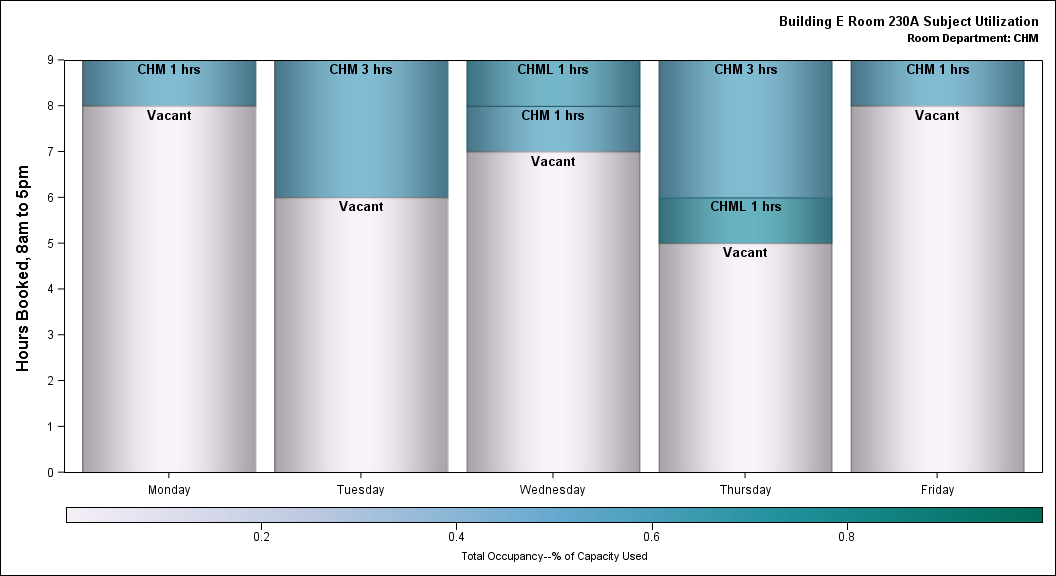 Building E Room 230A Subject Utilization
Room Department: CHM
Hours Booked, 8am to 5pm
9
8
7
6
5
4
3
2
1
0
CHM 1 hrs
Vacant
CHM 3 hrs
Vacant
CHML 1 hrs
CHM 1 hrs
Vacant
CHM 3 hrs
CHML 1 hrs
Vacant
CHM 1 hrs
Vacant
Monday
Tuesday
Wednesday
Thursday
Friday
0.2
0.4
0.6
0.8
Total Occupancy--% of Capacity Used